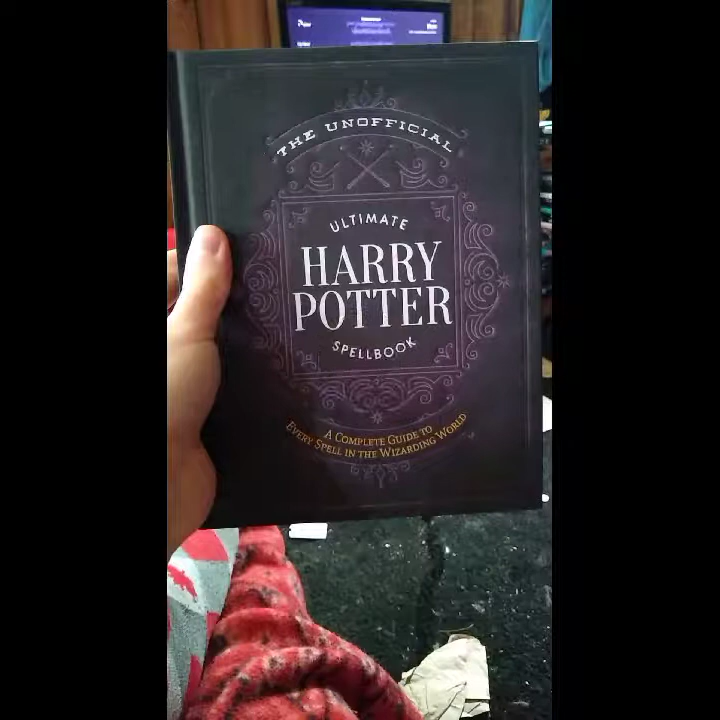 THE UNOFFICIAL
ULTIMATE
HARRY
POTTER
SPELLBOOK
A COMPLETE GUIDE TO
EVERY SPELL IN THE WIZARDING WORLD